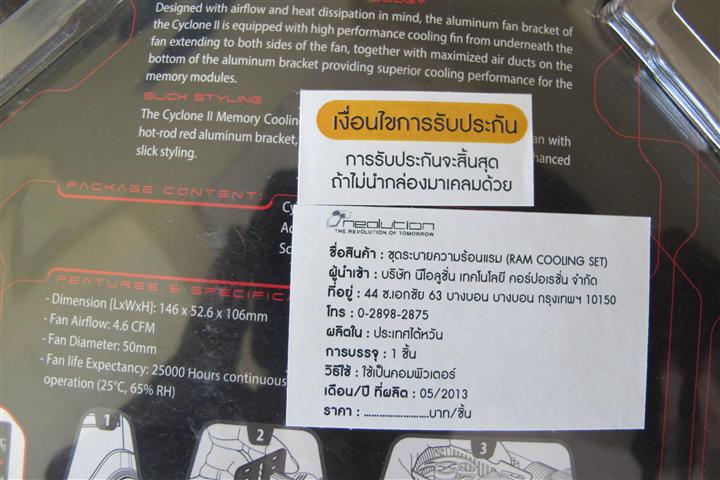 Designed with airflow and heat dissipation in mind, the aluminum fan bracket of
the Cyclone II is equipped with high performance cooling fin from underneath the
fan extending to both sides of the fan, together with maximized air ducts on the
bottom of the aluminum bracket providing superior cooling performance for the
memory modules.
SLICK STYLING
The Cyclone II Memory Cooling
hot-rod red aluminum bracket,
slick styling.
an with
hanced
เงื่อนไขการรับประกัน
การรับประกันจะสิ้นสุด
ถ้าไม่นำกล่องมาเคลมด้วย
PACKAGE CONTENT:
Cy
Ac
Sc
neolution
THE REVOLUTION OF TOMORROW
ชื่อสินค้า : ชุดระบายความร้อนแรม (RAM COOLING SET)
ผู้นำเข้า : บริษัท นีโอลูชั่น เทคโนโลยี คอร์ปอเรชั่น จำกัด
ที่อยู่ : 44 ซ.เอกชัย 63 บางบอน บางบอน กรุงเทพฯ 10150
โทร : 0-2898-2875
ผลิตใน : ประเทศไต้หวัน
การบรรจุ : 1 ชิ้น
วิธีใช้ : ใช้เป็นคอมพิวเตอร์
เดือน/ปี ที่ผลิต : 05/2013
ราคา : ........................บาท/ชิ้น
FEATURES & SPECIFICA
- Dimension [LxWxH]: 146 x 52.6 x 106mm
- Fan Airflow: 4.6 CFM
- Fan Diameter: 50mm
- Fan life Expectancy: 25000 Hours continuous
operation (25°C, 65% RH)
1
2
3